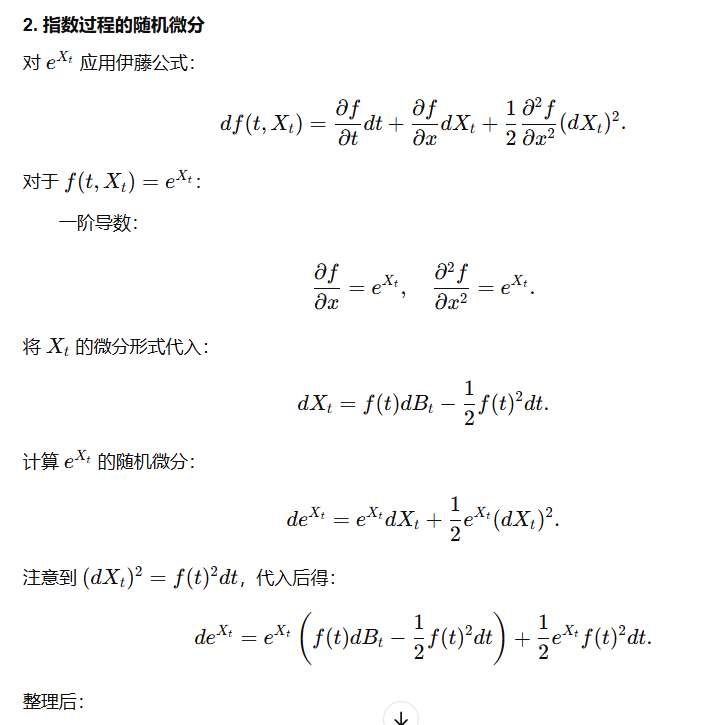 2. 指数过程的随机微分
对 $e^{X_t}$ 应用伊藤公式：
$df(t, X_t) = \frac{\partial f}{\partial t}dt + \frac{\partial f}{\partial x}dX_t + \frac{1}{2}\frac{\partial^2 f}{\partial x^2}(dX_t)^2.$
对于 $f(t, X_t) = e^{X_t}$：
一阶导数：
$\frac{\partial f}{\partial x} = e^{X_t}, \quad \frac{\partial^2 f}{\partial x^2} = e^{X_t}.$
将 $X_t$ 的微分形式代入：
$dX_t = f(t)dB_t - \frac{1}{2}f(t)^2dt.$
计算 $e^{X_t}$ 的随机微分：
$de^{X_t} = e^{X_t}dX_t + \frac{1}{2}e^{X_t}(dX_t)^2.$
注意到 $(dX_t)^2 = f(t)^2dt$，代入后得：
$de^{X_t} = e^{X_t}\left(f(t)dB_t - \frac{1}{2}f(t)^2dt\right) + \frac{1}{2}e^{X_t}f(t)^2dt.$
整理后：